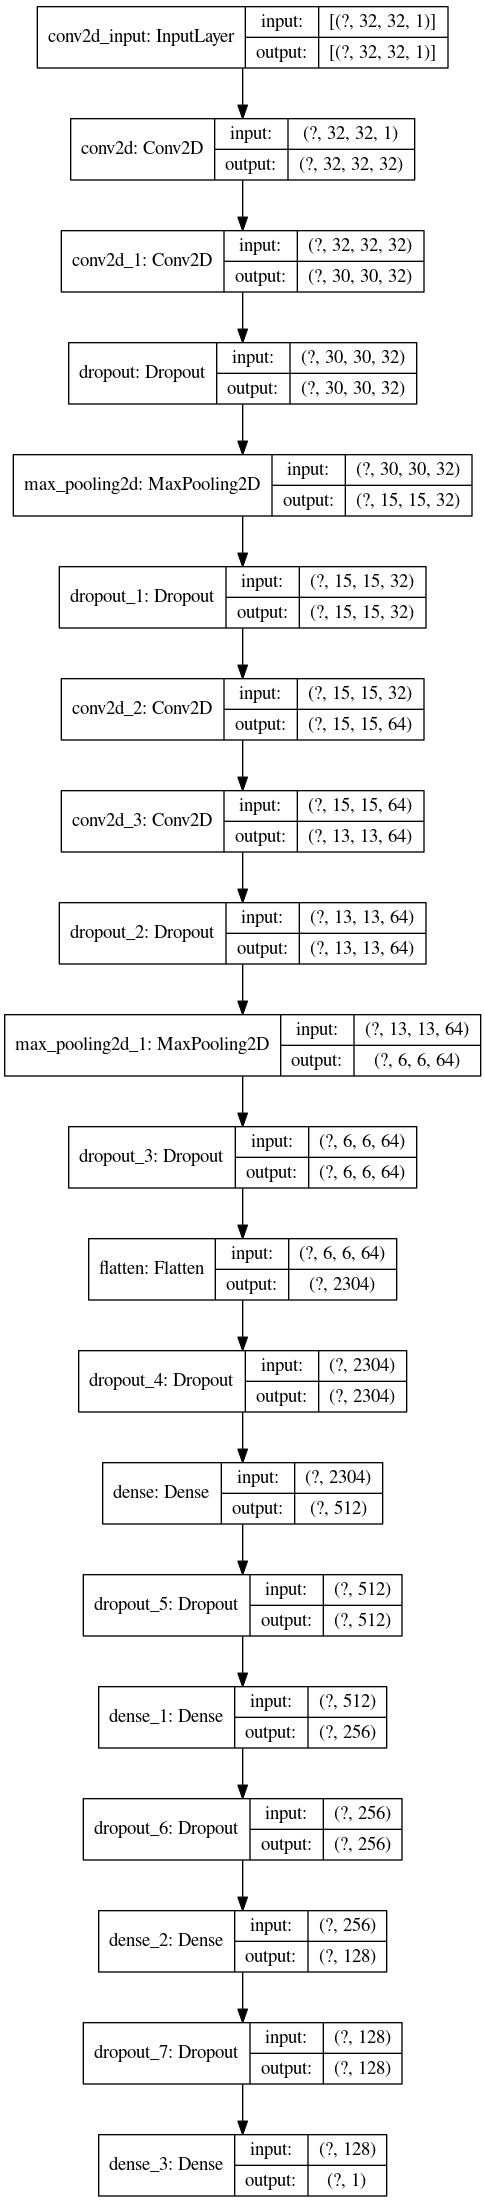 conv2d_input: InputLayer
input: [(?, 32, 32, 1)]
output: [(?, 32, 32, 1)]
conv2d: Conv2D
input: (?, 32, 32, 1)
output: (?, 32, 32, 32)
conv2d_1: Conv2D
input: (?, 32, 32, 32)
output: (?, 30, 30, 32)
dropout: Dropout
input: (?, 30, 30, 32)
output: (?, 30, 30, 32)
max_pooling2d: MaxPooling2D
input: (?, 30, 30, 32)
output: (?, 15, 15, 32)
dropout_1: Dropout
input: (?, 15, 15, 32)
output: (?, 15, 15, 32)
conv2d_2: Conv2D
input: (?, 15, 15, 32)
output: (?, 15, 15, 64)
conv2d_3: Conv2D
input: (?, 15, 15, 64)
output: (?, 13, 13, 64)
dropout_2: Dropout
input: (?, 13, 13, 64)
output: (?, 13, 13, 64)
max_pooling2d_1: MaxPooling2D
input: (?, 13, 13, 64)
output: (?, 6, 6, 64)
dropout_3: Dropout
input: (?, 6, 6, 64)
output: (?, 6, 6, 64)
flatten: Flatten
input: (?, 6, 6, 64)
output: (?, 2304)
dropout_4: Dropout
input: (?, 2304)
output: (?, 2304)
dense: Dense
input: (?, 2304)
output: (?, 512)
dropout_5: Dropout
input: (?, 512)
output: (?, 512)
dense_1: Dense
input: (?, 512)
output: (?, 256)
dropout_6: Dropout
input: (?, 256)
output: (?, 256)
dense_2: Dense
input: (?, 256)
output: (?, 128)
dropout_7: Dropout
input: (?, 128)
output: (?, 128)
dense_3: Dense
input: (?, 128)
output: (?, 1)